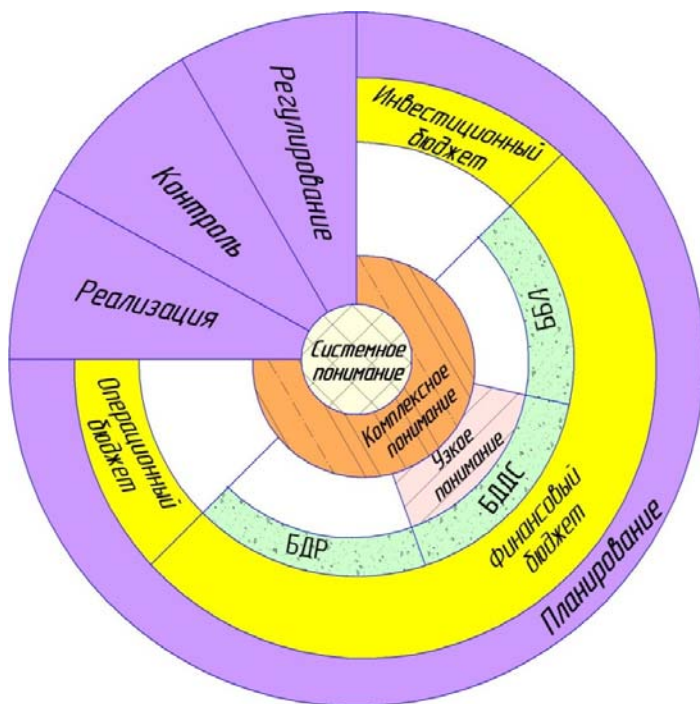 Регулирование
Контроль
Реализация
Инвестиционный
бюджет
ББЛ
Системное
понимание
Комплексное
понимание
Узкое
понимание
БДДС
Финансовый
бюджет
Планирование
Операционный
бюджет
БДР